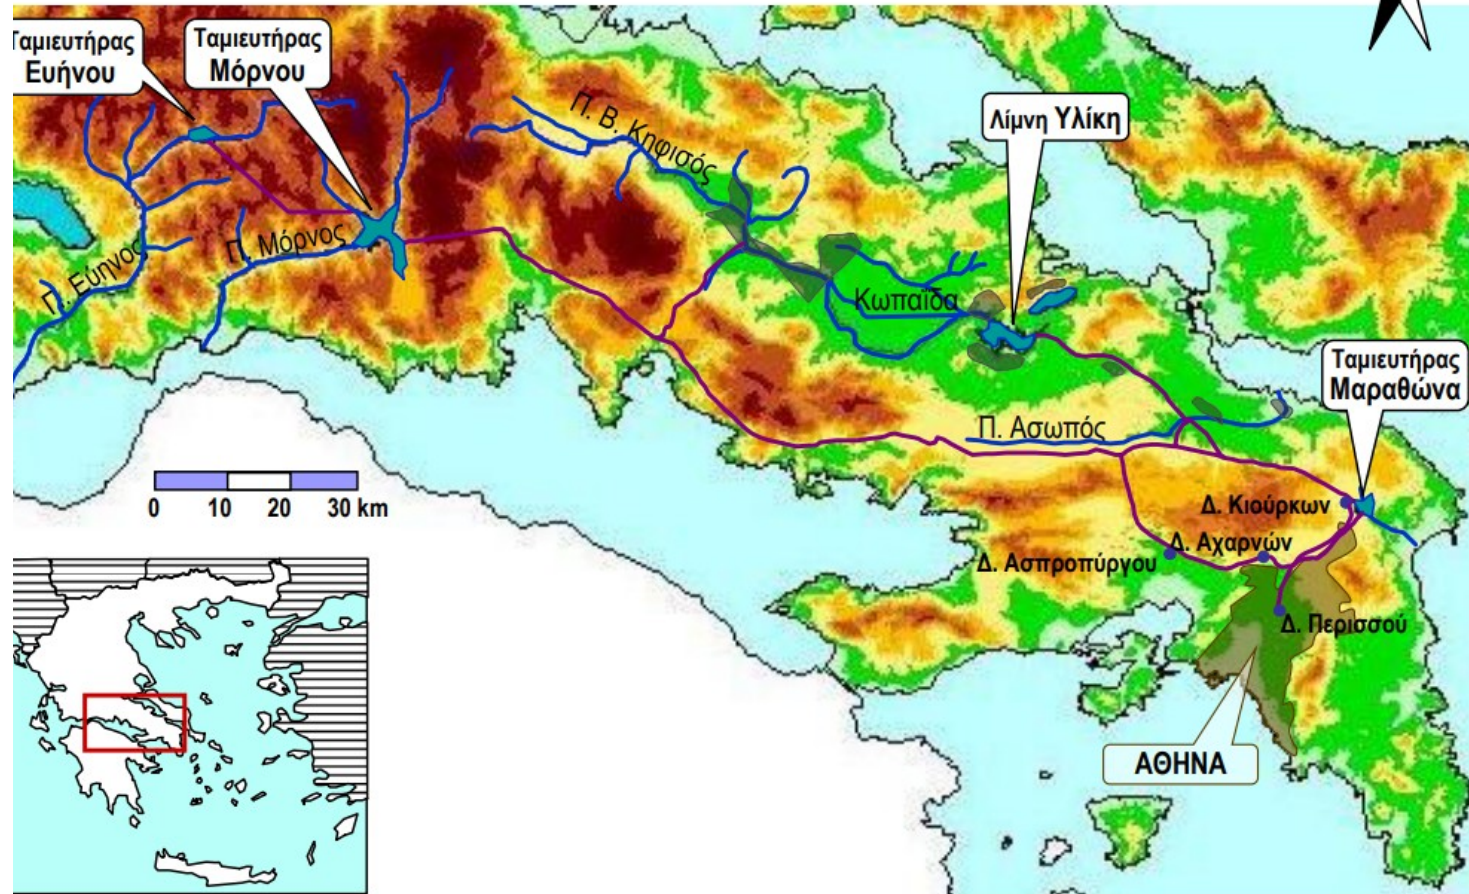 Ταμιευτήρας
Ευήνου
Ταμιευτήρας
Μόρνου
Π. Β. Κηφισός
Λίμνη Υλίκη
Π. Εύηνος
Π. Μόρνος
Κωπαΐδα
Ταμιευτήρας
Μαραθώνα
Π. Ασωπός
0 10 20 30 km
Δ. Κιούρκων
Δ. Αχαρνών
Δ. Ασπροπύργου
Δ. Περισσού
ΑΘΗΝΑ